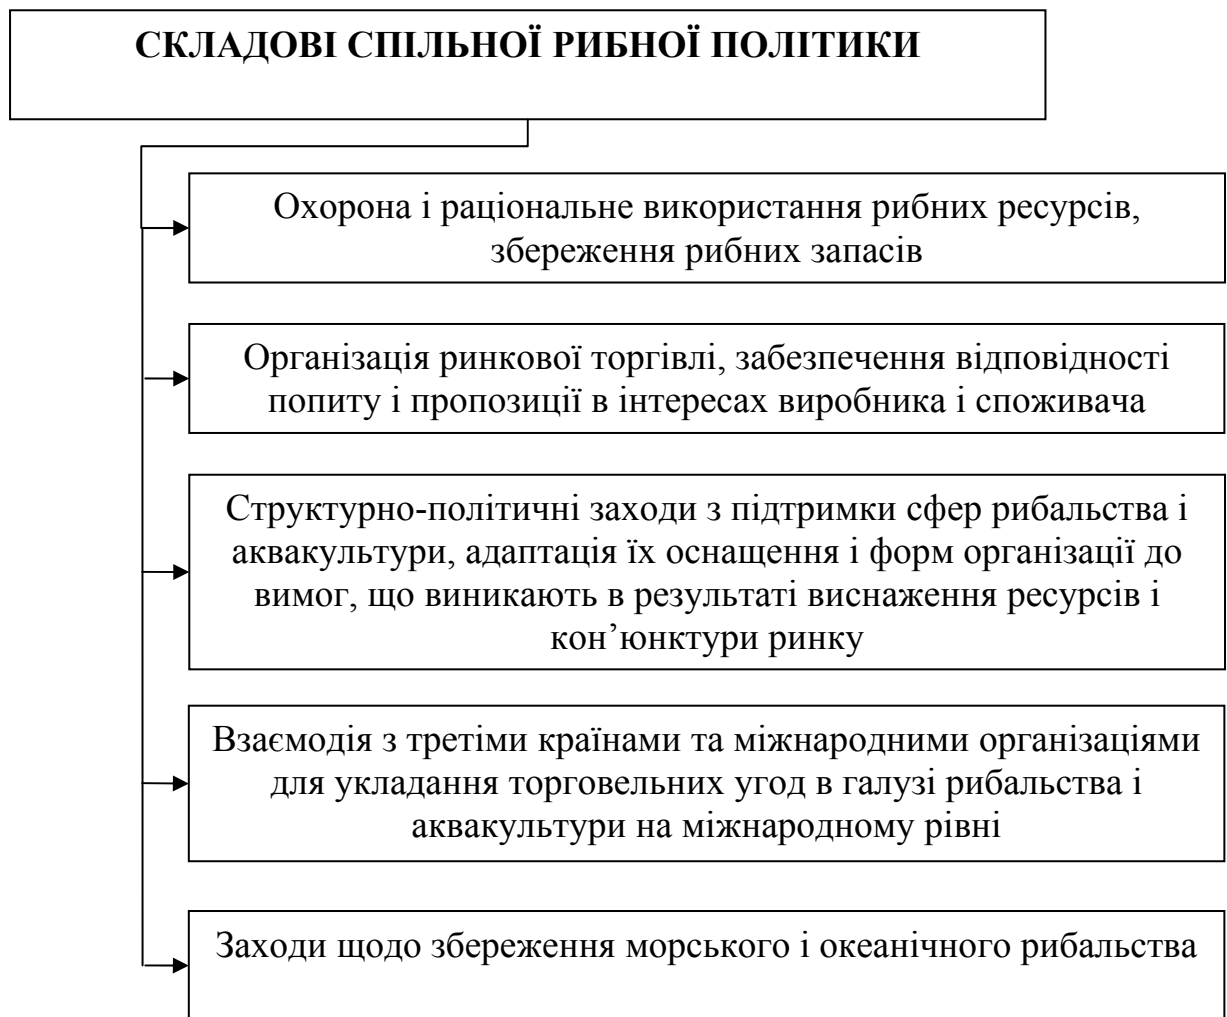 СКЛАДОВІ СПІЛЬНОЇ РИБНОЇ ПОЛІТИКИ
Охорона і раціональне використання рибних ресурсів,
збереження рибних запасів
Організація ринкової торгівлі, забезпечення відповідності
попиту і пропозиції в інтересах виробника і споживача
Структурно-політичні заходи з підтримки сфер рибальства і
аквакультури, адаптація їх оснащення і форм організації до
вимог, що виникають в результаті виснаження ресурсів і
кон’юнктури ринку
Взаємодія з третіми країнами та міжнародними організаціями
для укладання торговельних угод в галузі рибальства і
аквакультури на міжнародному рівні
Заходи щодо збереження морського і океанічного рибальства